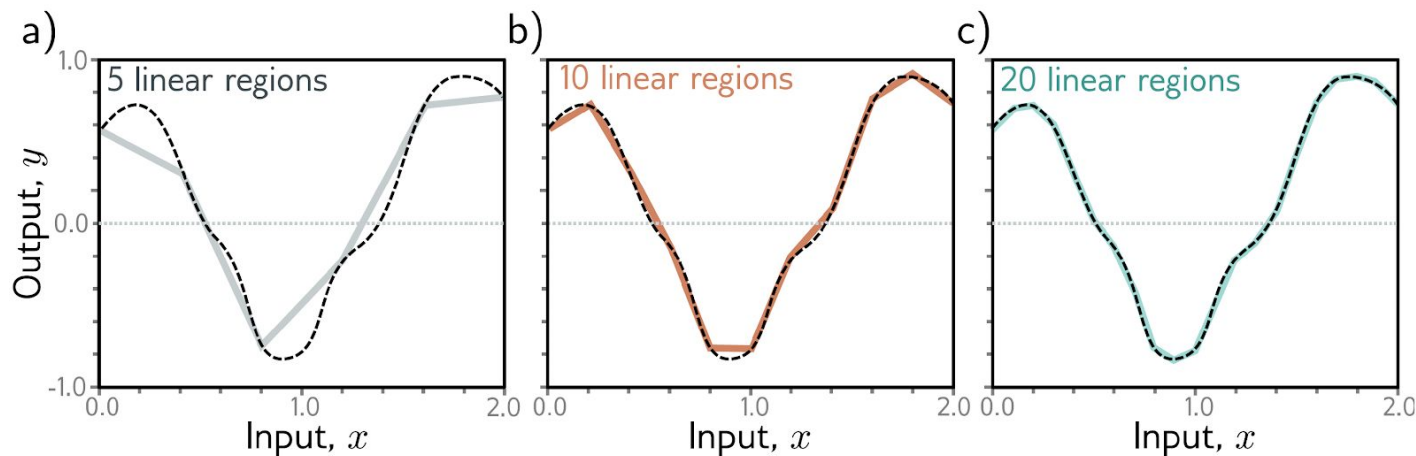 a)
5 linear regions
1.0
0.0
-1.0
Output, y
0.0
1.0
2.0
Input, x
b)
10 linear regions
0.0
1.0
2.0
Input, x
c)
20 linear regions
0.0
1.0
2.0
Input, x